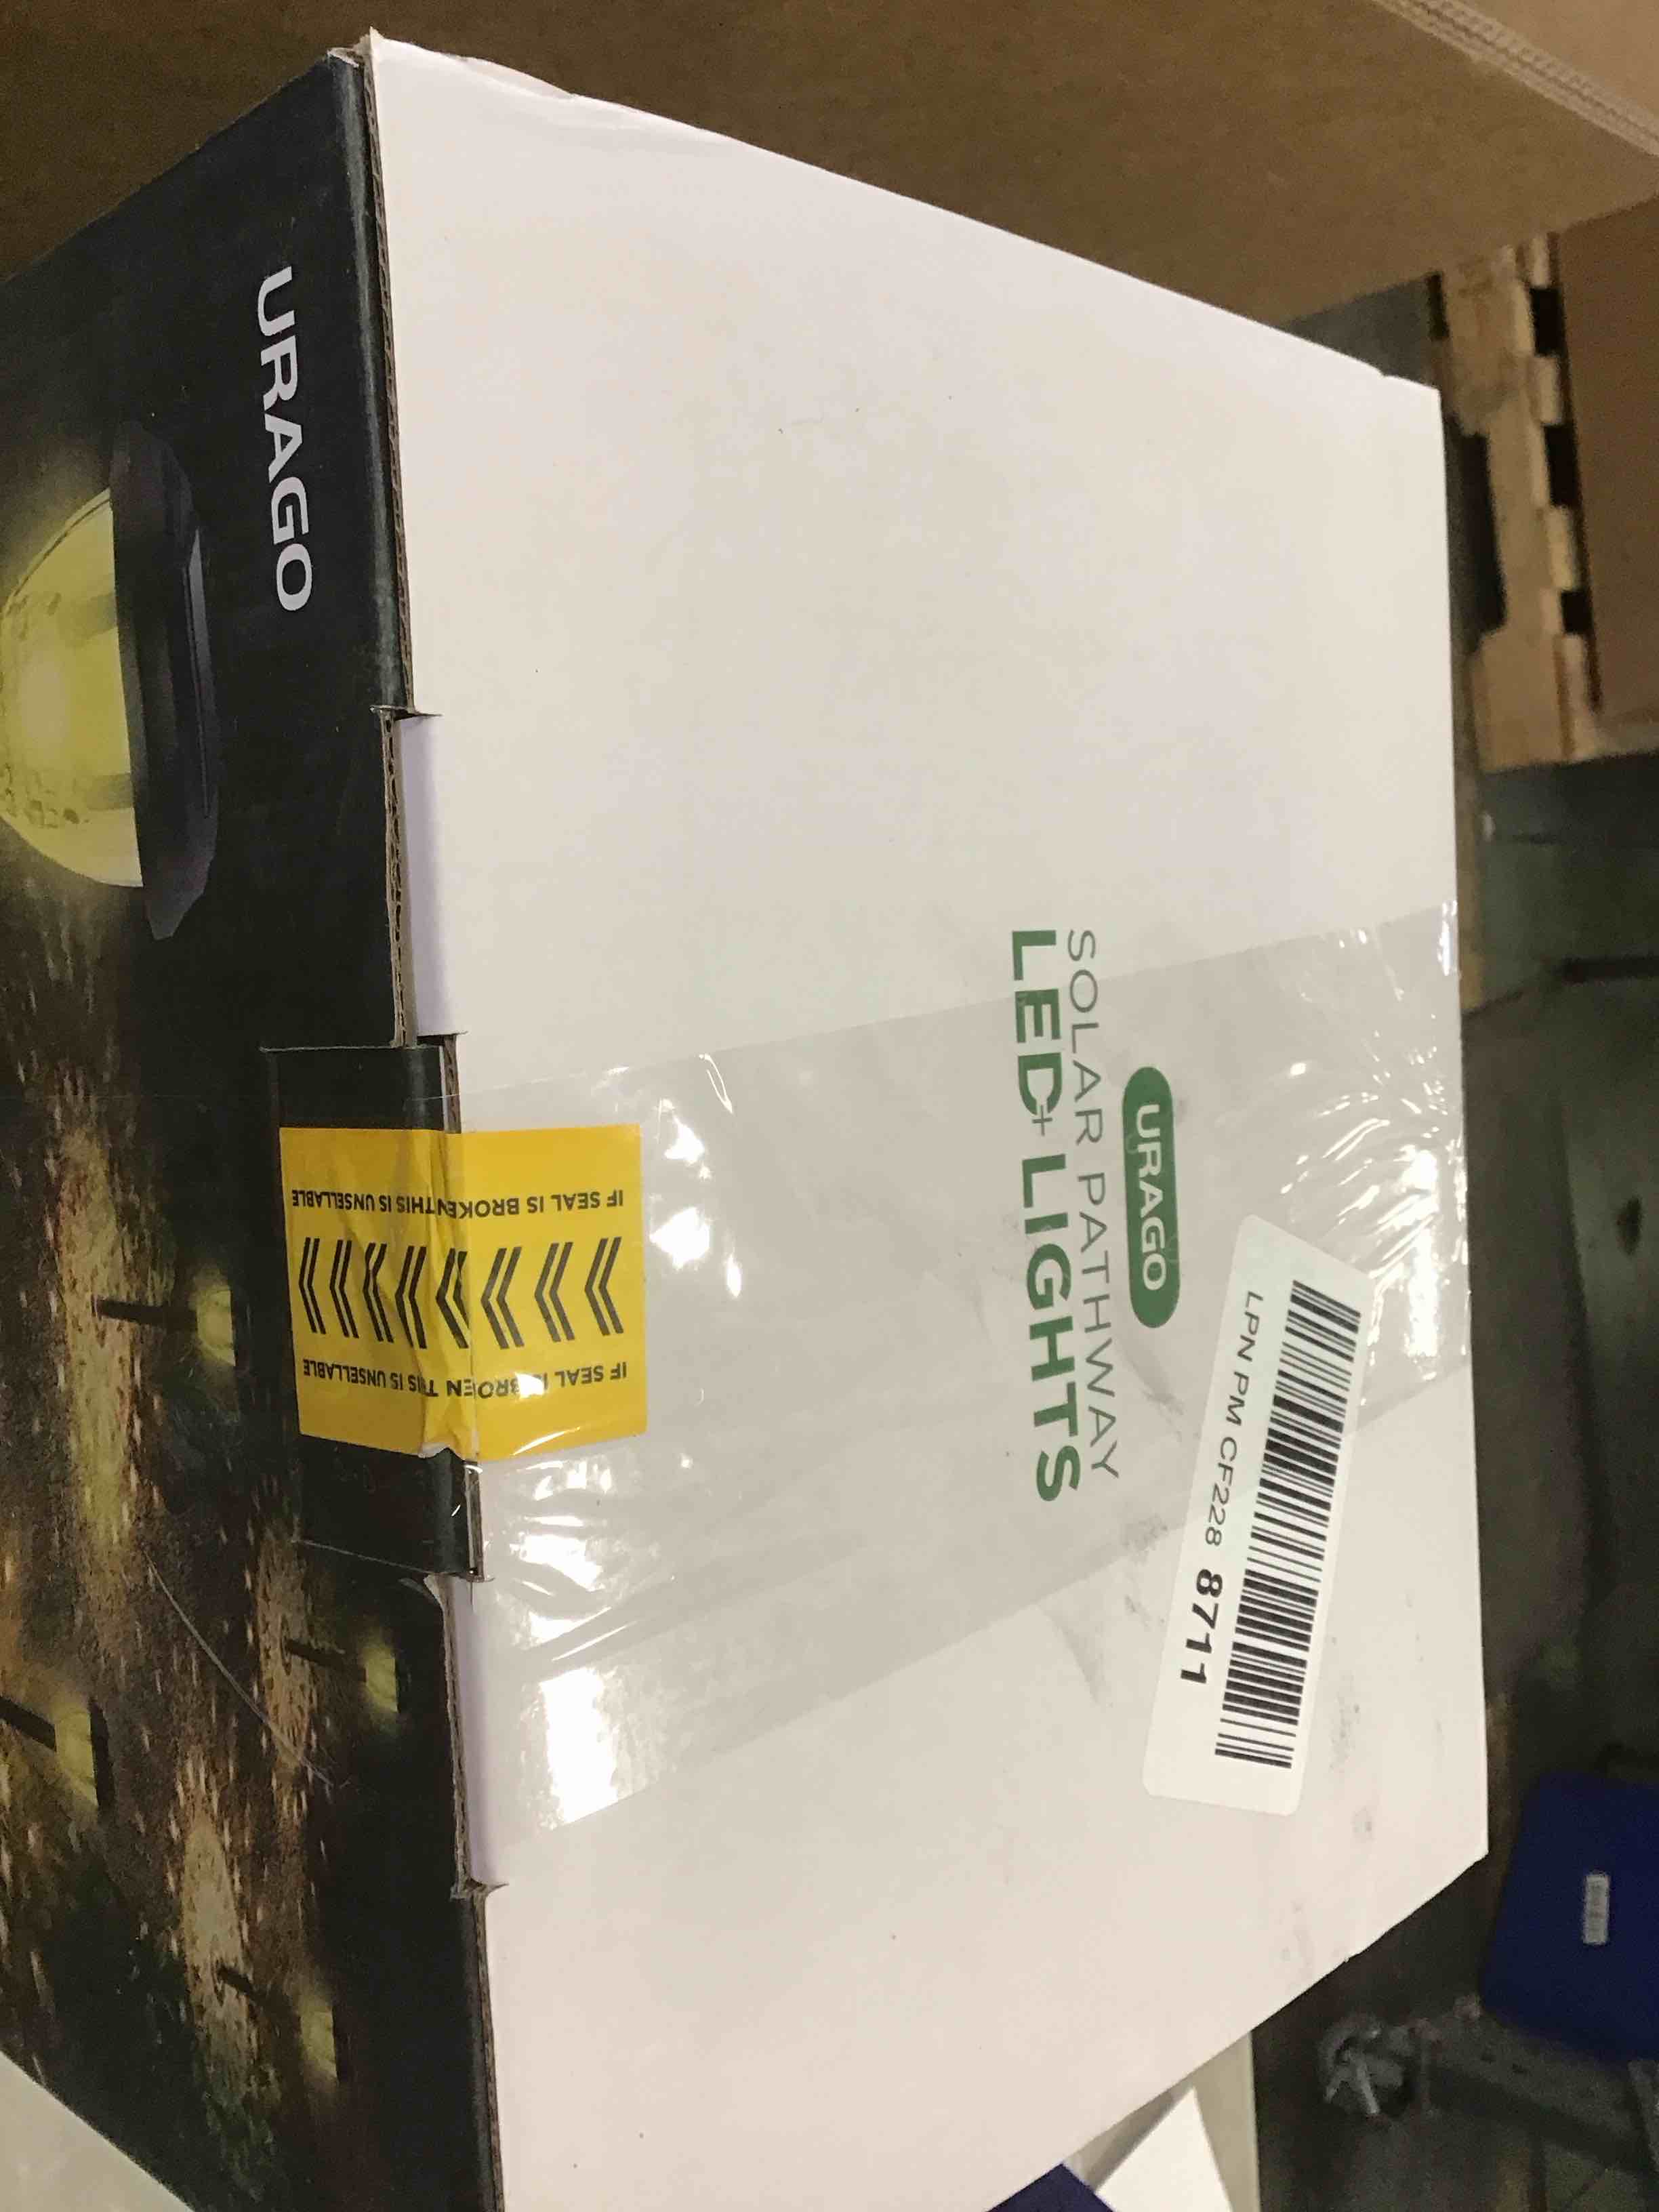 URAGO
URAGO
SOLAR PATHWAY
LED+ LIGHTS
LPN PM CF228 8711
IF SEAL IS BROKEN THIS IS UNSELLABLE
IF SEAL IS BROEN THIS IS UNSELLABLE